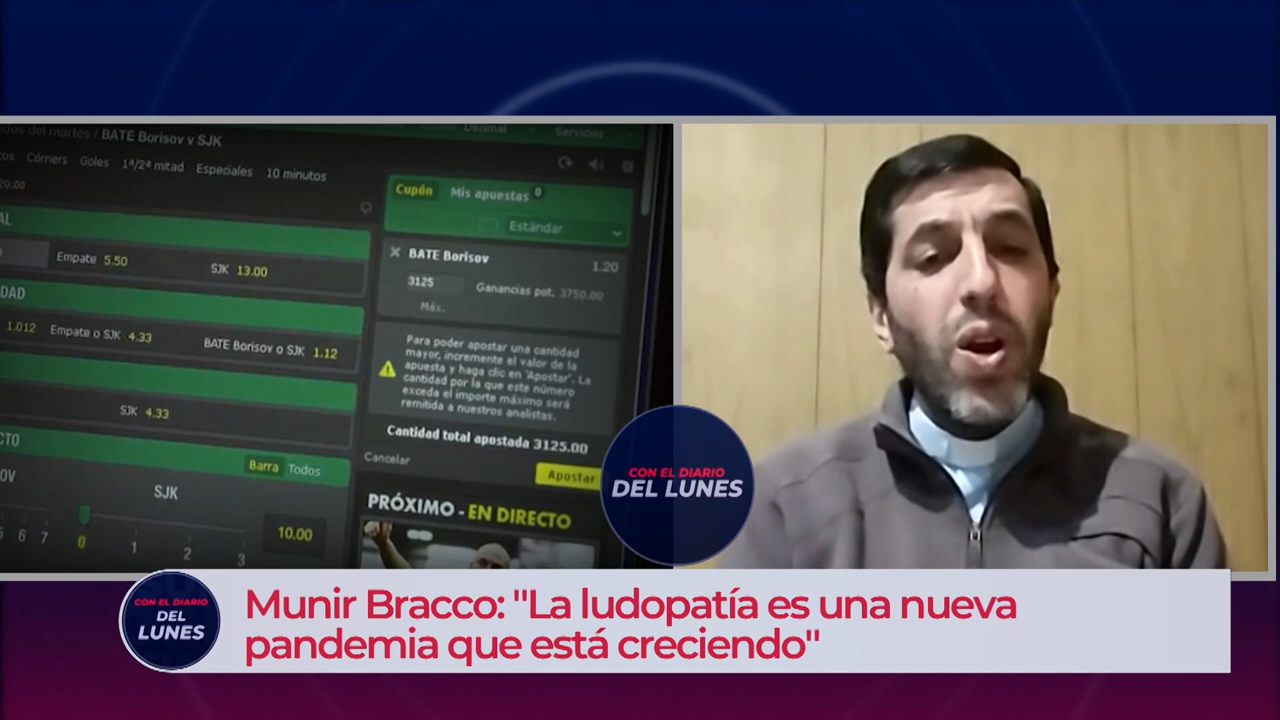 dos del martes / BATE Borisov v SJK
Decimal Servicios
Córners Goles 1ª/2ª mitad Especiales 10 minutos
20:00
Cupón Mis apuestas 0
Estándar
Empate 5.50 SJK 13.00
BATE Borisov 1.20
3125 Ganancias pot. 3750.00
Máx.
DAD
1.012 Empate o SJK 4.33 BATE Borisov o SJK 1.12
Para poder apostar una cantidad
mayor, incremente el valor de la
apuesta y haga clic en 'Apostar'. La
cantidad por la que este número
exceda el importe máximo será
remitida a nuestros analistas.
SJK 4.33
Cantidad total apostada 3125.00
Cancelar Apostar
CTO
Barra Todos
OV SJK
6 7 0 1 2 3 10.00
PRÓXIMO - EN DIRECTO
CON EL DIARIO
DEL LUNES
CON EL DIARIO
DEL
LUNES
Munir Bracco: "La ludopatía es una nueva
pandemia que está creciendo"